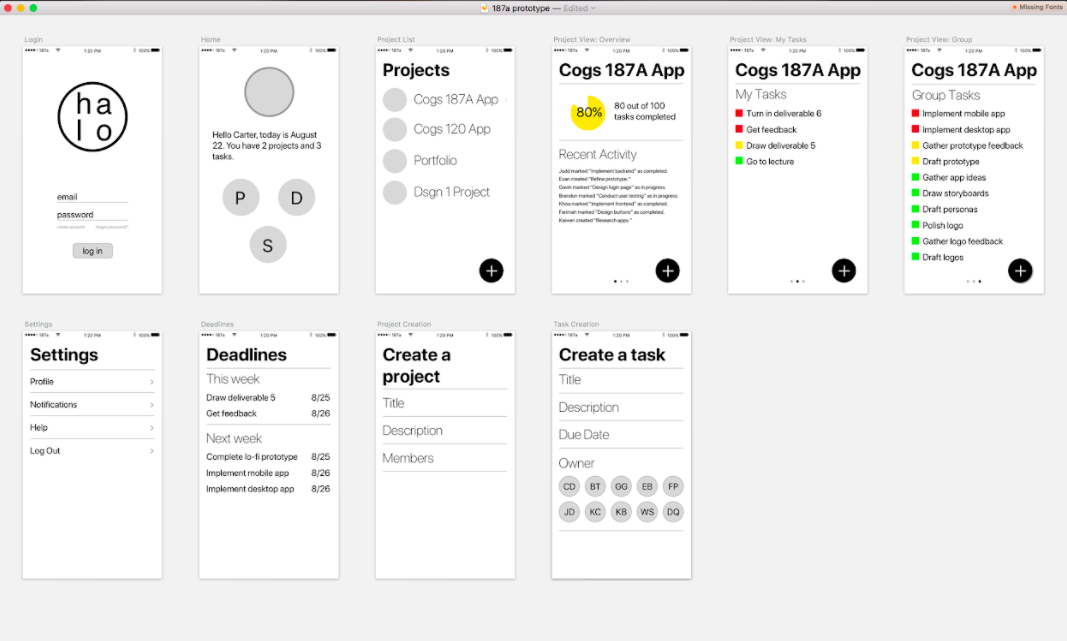 187a prototype — Edited
Missing Fonts
Login
187a
1:20 PM
100%
ha
lo
email
password
create account
forgot password?
log in
Home
187a
1:20 PM
100%
Hello Carter, today is August
22. You have 2 projects and 3
tasks.
P
D
S
Project List
187a
1:20 PM
100%
Projects
Cogs 187A App
Cogs 120 App
Portfolio
Dsgn 1 Project
+
Project View: Overview
187a
1:20 PM
100%
Cogs 187A App
80%
80 out of 100
tasks completed
Recent Activity
Judd marked "Implement backend" as completed.
Evan created "Refine prototype."
Gavin marked "Design login page" as in progress.
Brendon marked "Conduct user testing" as in progress.
Khoa marked "Implement frontend" as completed.
Farimah marked "Design buttons" as completed.
Kaiven created "Research apps."
+
Project View: My Tasks
187a
1:20 PM
100%
Cogs 187A App
My Tasks
Turn in deliverable 6
Get feedback
Draw deliverable 5
Go to lecture
+
Project View: Group
187a
1:20 PM
100%
Cogs 187A App
Group Tasks
Implement mobile app
Implement desktop app
Gather prototype feedback
Draft prototype
Gather app ideas
Draw storyboards
Draft personas
Polish logo
Gather logo feedback
Draft logos
+
Settings
187a
1:20 PM
100%
Settings
Profile
Notifications
Help
Log Out
Deadlines
187a
1:20 PM
100%
Deadlines
This week
Draw deliverable 5 8/25
Get feedback 8/26
Next week
Complete lo-fi prototype 8/25
Implement mobile app 8/26
Implement desktop app 8/26
Project Creation
187a
1:20 PM
100%
Create a
project
Title
Description
Members
Task Creation
187a
1:20 PM
100%
Create a task
Title
Description
Due Date
Owner
CD BT GG EB FP
JD KC KB WS DQ